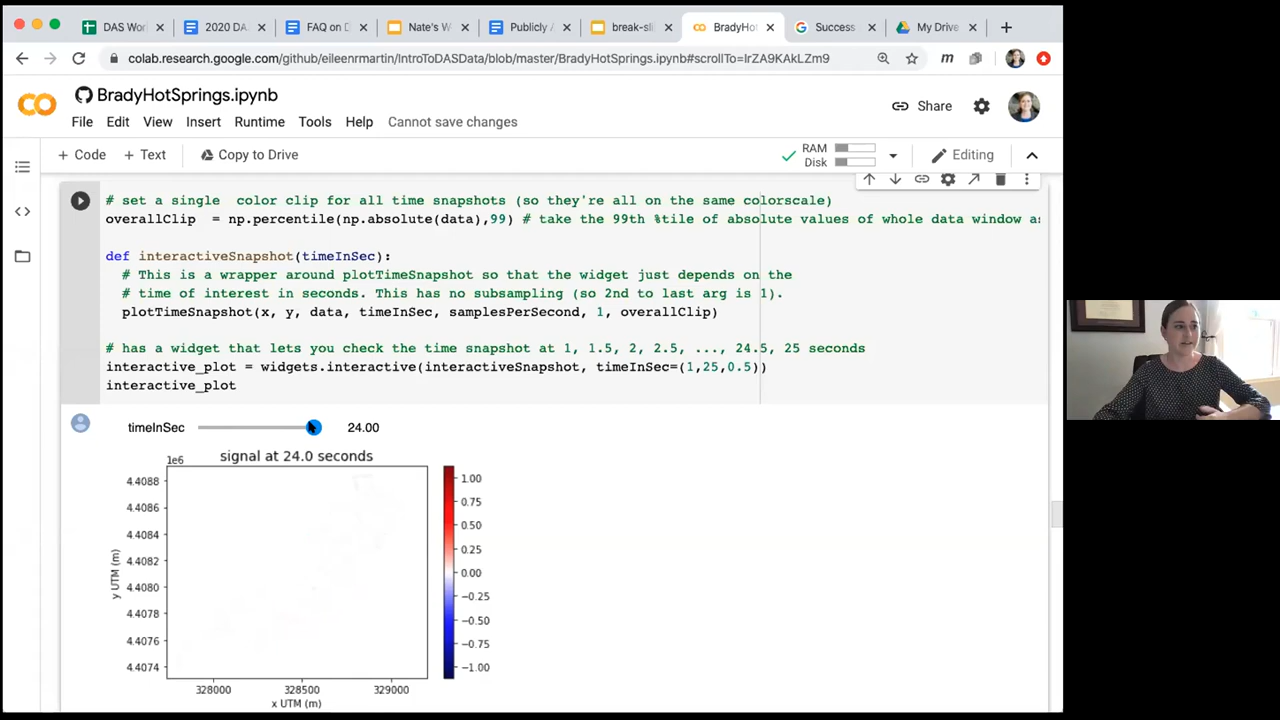 DAS Wor
2020 DA
FAQ on
Nate's W
Publicly
break-sli
BradyHo
Success
My Drive
colab.research.google.com/github/eileenrmartin/IntroToDASData/blob/master/BradyHotSprings.ipynb#scrollTo=IrZA9KAkLZm9
BradyHotSprings.ipynb
Share
File Edit View Insert Runtime Tools Help Cannot save changes
+ Code + Text Copy to Drive
RAM
Disk
Editing
# set a single  color clip for all time snapshots (so they're all on the same colorscale)
overallClip  = np.percentile(np.absolute(data),99) # take the 99th %tile of absolute values of whole data window as
def interactiveSnapshot(timeInSec):
# This is a wrapper around plotTimeSnapshot so that the widget just depends on the
# time of interest in seconds. This has no subsampling (so 2nd to last arg is 1).
plotTimeSnapshot(x, y, data, timeInSec, samplesPerSecond, 1, overallClip)
# has a widget that lets you check the time snapshot at 1, 1.5, 2, 2.5, ..., 24.5, 25 seconds
interactive_plot = widgets.interactive(interactiveSnapshot, timeInSec=(1,25,0.5))
interactive_plot
timeInSec 24.00
1e6
signal at 24.0 seconds
4.4088
4.4086
4.4084
4.4082
4.4080
4.4078
4.4076
4.4074
y UTM (m)
328000 328500 329000
x UTM (m)
1.00
0.75
0.50
0.25
0.00
−0.25
−0.50
−0.75
−1.00